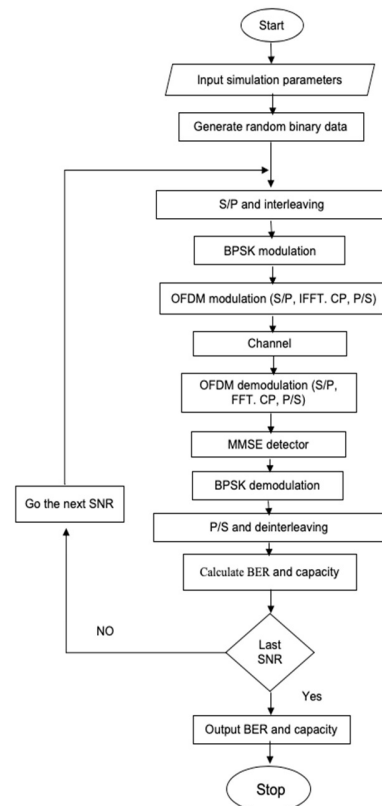 Start
Input simulation parameters
Generate random binary data
S/P and interleaving
BPSK modulation
OFDM modulation (S/P, IFFT. CP, P/S)
Channel
OFDM demodulation (S/P,
FFT. CP, P/S)
MMSE detector
BPSK demodulation
Go the next SNR
P/S and deinterleaving
Calculate BER and capacity
NO
Last
SNR
Yes
Output BER and capacity
Stop